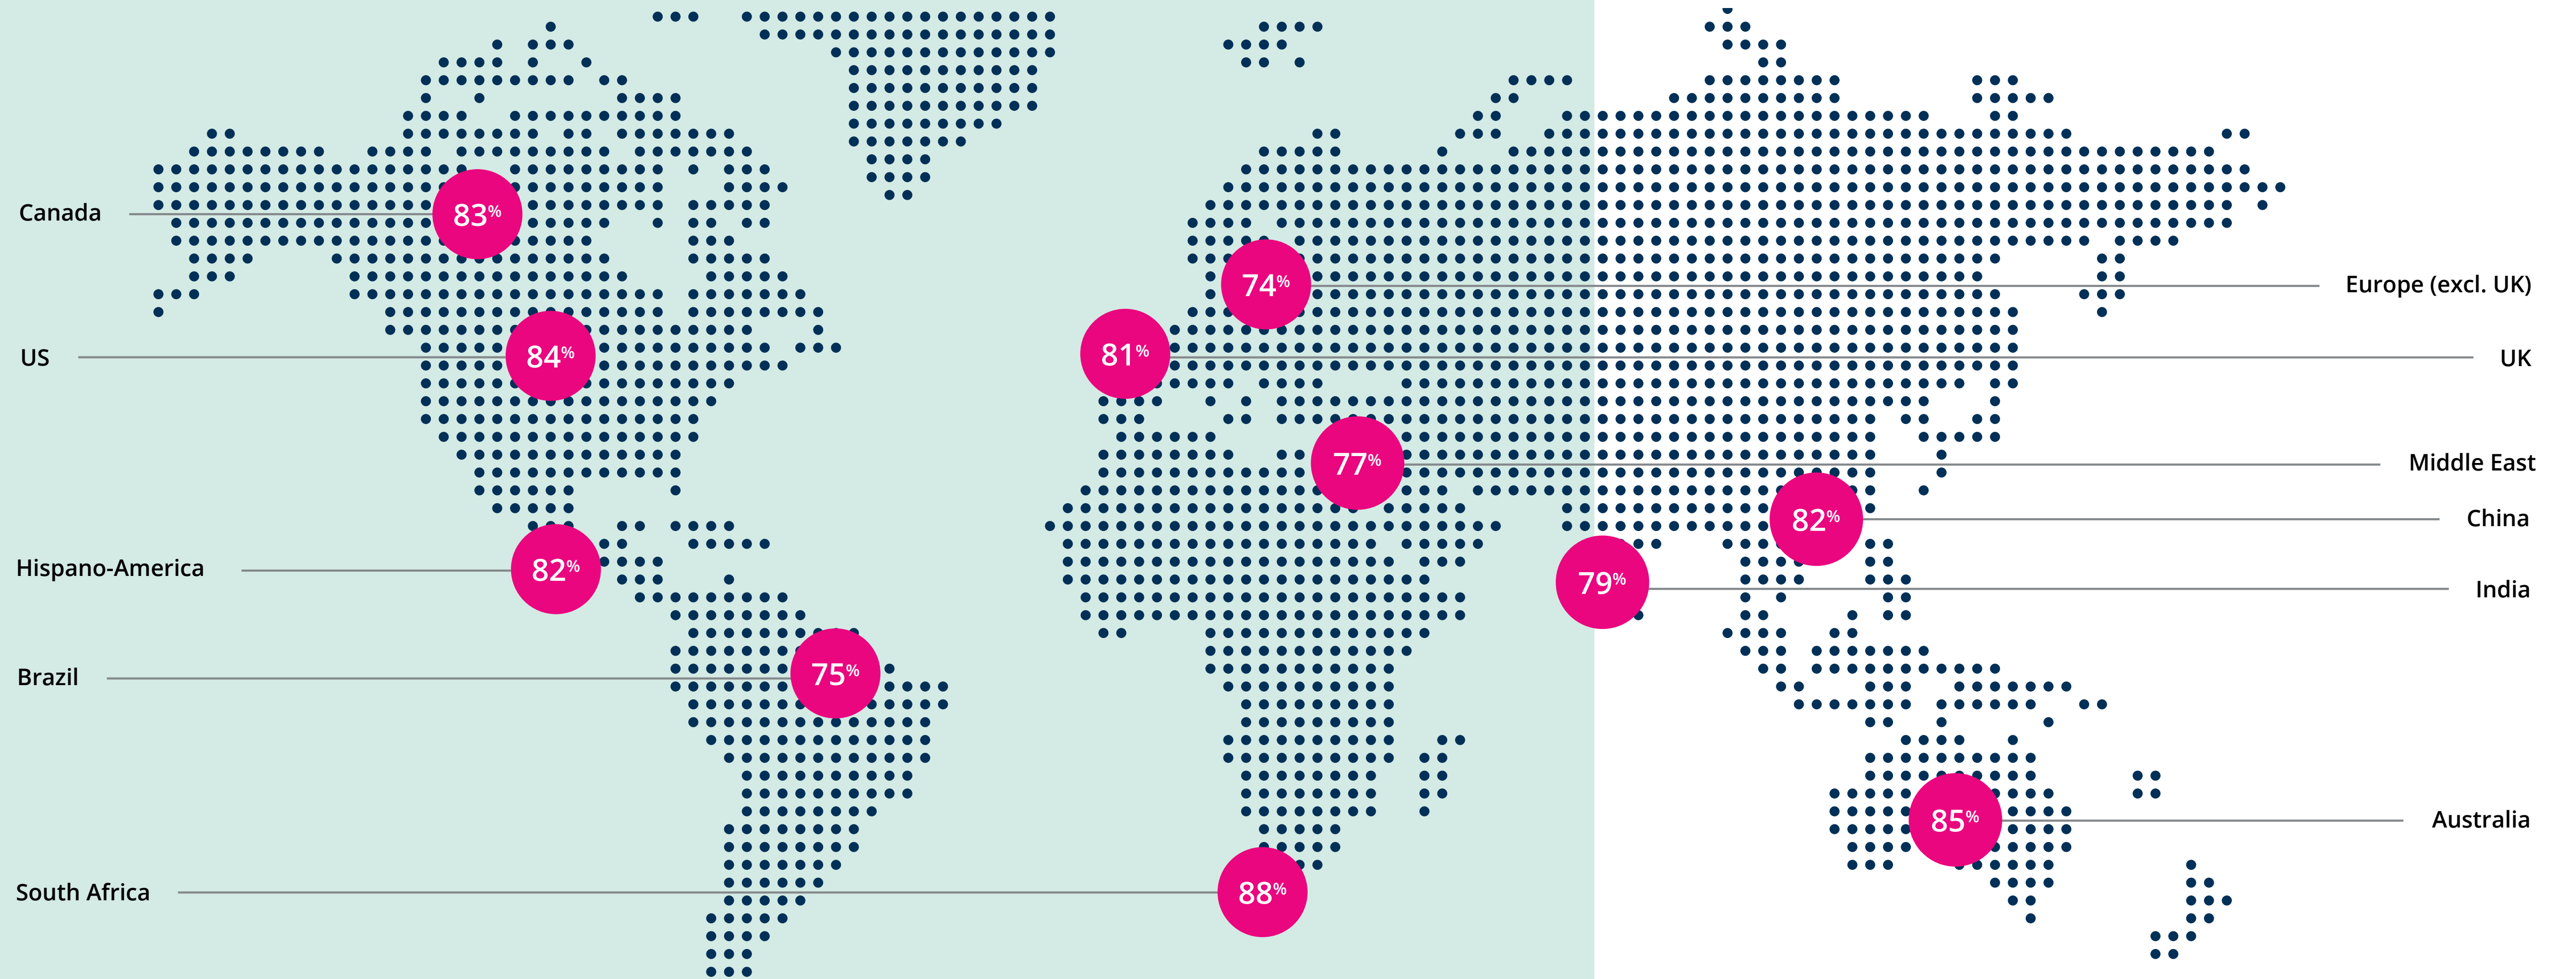 Canada 83%
74% Europe (excl. UK)
US 84%
81% UK
77% Middle East
82% China
Hispano-America 82%
79% India
Brazil 75%
85% Australia
South Africa 88%